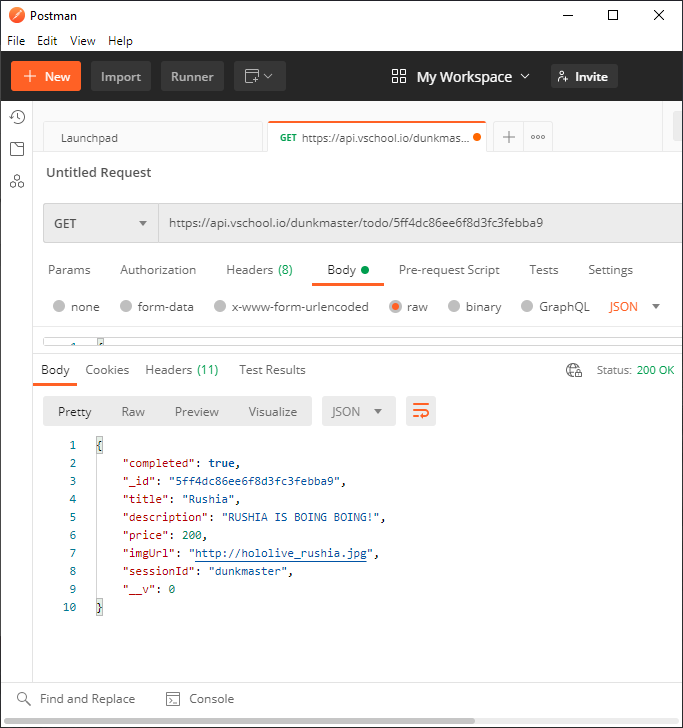 Postman
File Edit View Help
New Import Runner My Workspace Invite
Launchpad GET https://api.vschool.io/dunkmas...
Untitled Request
GET https://api.vschool.io/dunkmaster/todo/5ff4dc86ee6f8d3fc3febba9
Params Authorization Headers (8) Body Pre-request Script Tests Settings
none form-data x-www-form-urlencoded raw binary GraphQL JSON
Body Cookies Headers (11) Test Results Status: 200 OK
Pretty Raw Preview Visualize JSON
1 {
2 "completed": true,
3 "_id": "5ff4dc86ee6f8d3fc3febba9",
4 "title": "Rushia",
5 "description": "RUSHIA IS BOING BOING!",
6 "price": 200,
7 "imgUrl": "http://hololive_rushia.jpg",
8 "sessionId": "dunkmaster",
9 "__v": 0
10 }
Find and Replace Console